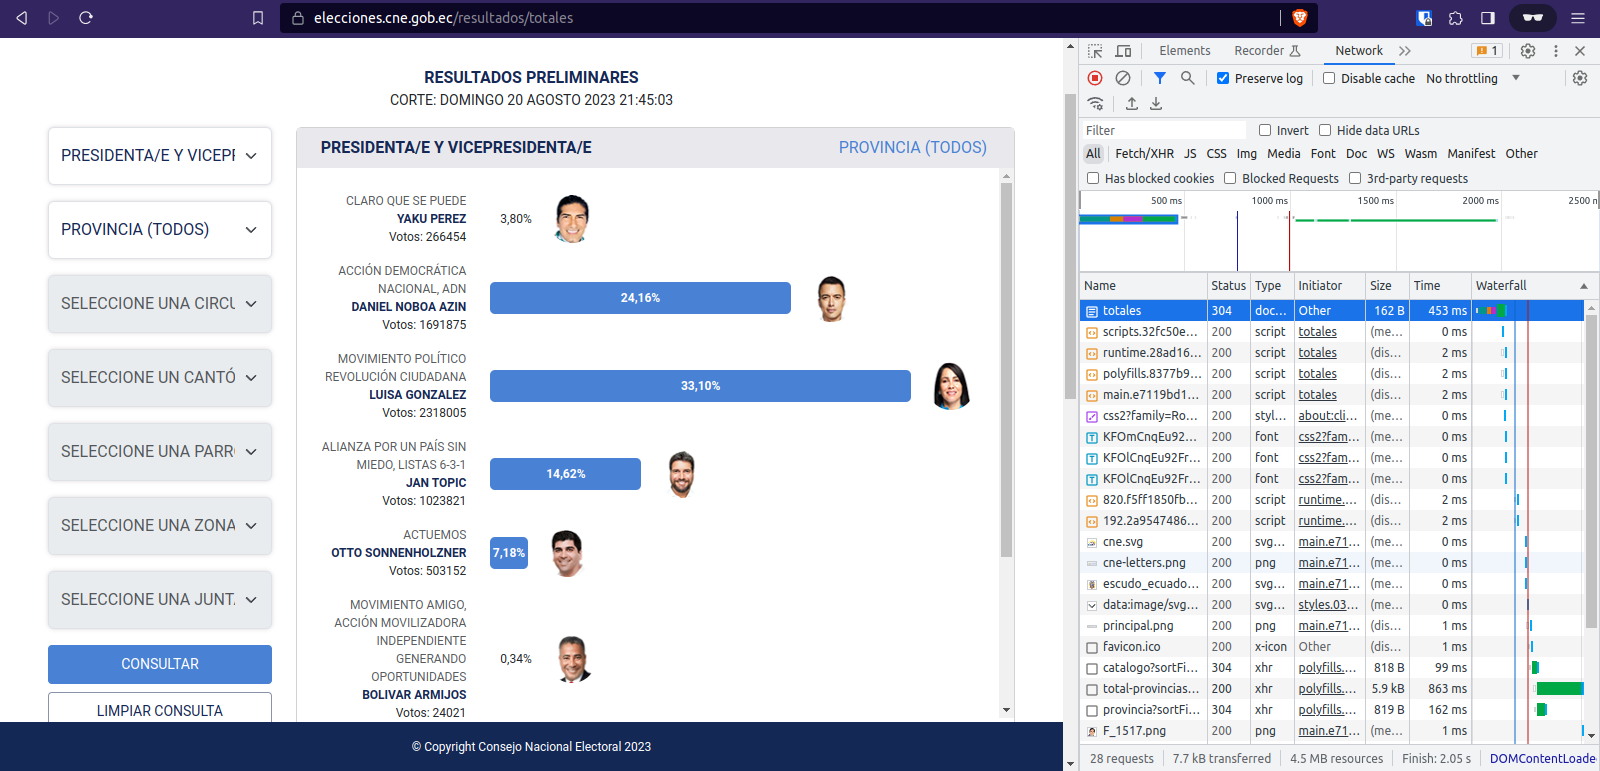 elecciones.cne.gob.ec/resultados/totales
RESULTADOS PRELIMINARES
CORTE: DOMINGO 20 AGOSTO 2023 21:45:03
PRESIDENTA/E Y VICEPR
PROVINCIA (TODOS)
SELECCIONE UNA CIRCU
SELECCIONE UN CANTÓ
SELECCIONE UNA PARR
SELECCIONE UNA ZONA
SELECCIONE UNA JUNTA
CONSULTAR
LIMPIAR CONSULTA
PRESIDENTA/E Y VICEPRESIDENTA/E PROVINCIA (TODOS)
CLARO QUE SE PUEDE
YAKU PEREZ
Votos: 266454
3,80%
ACCIÓN DEMOCRÁTICA
NACIONAL, ADN
DANIEL NOBOA AZIN
Votos: 1691875
24,16%
MOVIMIENTO POLÍTICO
REVOLUCIÓN CIUDADANA
LUISA GONZALEZ
Votos: 2318005
33,10%
ALIANZA POR UN PAÍS SIN
MIEDO, LISTAS 6-3-1
JAN TOPIC
Votos: 1023821
14,62%
ACTUEMOS
OTTO SONNENHOLZNER
Votos: 503152
7,18%
MOVIMIENTO AMIGO,
ACCIÓN MOVILIZADORA
INDEPENDIENTE
GENERANDO
OPORTUNIDADES
BOLIVAR ARMIJOS
Votos: 24021
0,34%
© Copyright Consejo Nacional Electoral 2023
Elements Recorder Network 1
Preserve log Disable cache No throttling
Filter Invert Hide data URLs
All Fetch/XHR JS CSS Img Media Font Doc WS Wasm Manifest Other
Has blocked cookies Blocked Requests 3rd-party requests
500 ms 1000 ms 1500 ms 2000 ms 2500 n
Name Status Type Initiator Size Time Waterfall
totales 304 doc... Other 162 B 453 ms
scripts.32fc50e... 200 script totales (me... 0 ms
runtime.28ad16... 200 script totales (dis... 2 ms
polyfills.8377b9... 200 script totales (dis... 2 ms
main.e7119bd1... 200 script totales (dis... 2 ms
css2?family=Ro... 200 styl... about:cli... (me... 0 ms
KFOmCnqEu92... 200 font css2?fam... (me... 0 ms
KFOlCnqEu92Fr... 200 font css2?fam... (me... 0 ms
KFOlCnqEu92Fr... 200 font css2?fam... (me... 0 ms
820.f5ff1850fb... 200 script runtime.... (dis... 2 ms
192.2a9547486... 200 script runtime.... (dis... 2 ms
cne.svg 200 svg... main.e71... (me... 0 ms
cne-letters.png 200 png main.e71... (me... 0 ms
escudo_ecuado... 200 svg... main.e71... (me... 0 ms
data:image/svg... 200 svg... styles.03... (me... 0 ms
principal.png 200 png main.e71... (dis... 1 ms
favicon.ico 200 x-icon Other (dis... 1 ms
catalogo?sortFi... 304 xhr polyfills.... 818 B 99 ms
total-provincias... 200 xhr polyfills.... 5.9 kB 863 ms
provincia?sortFi... 304 xhr polyfills.... 819 B 162 ms
F_1517.png 200 png main.e71... (dis... 1 ms
28 requests 7.7 kB transferred 4.5 MB resources Finish: 2.05 s DOMContentLoade